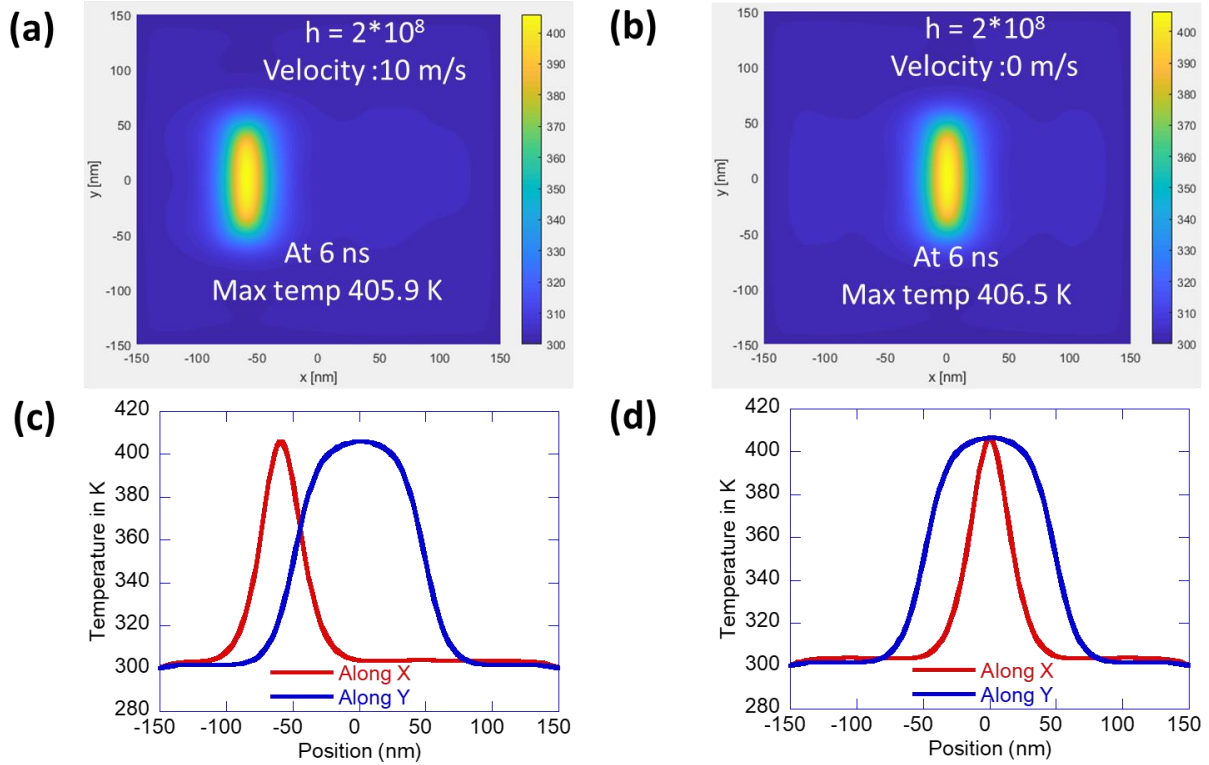 (a)
h = 2*10⁸
Velocity :10 m/s
At 6 ns
Max temp 405.9 K
y [nm]
150
100
50
0
-50
-100
-150
-150 -100 -50 0 50 100 150
x [nm]
400
390
380
370
360
350
340
330
320
310
300
(b)
h = 2*10⁸
Velocity :0 m/s
At 6 ns
Max temp 406.5 K
y [nm]
150
100
50
0
-50
-100
-150
-150 -100 -50 0 50 100 150
x [nm]
400
390
380
370
360
350
340
330
320
310
300
(c)
Temperature in K
420
400
380
360
340
320
300
280
Along X
Along Y
-150 -100 -50 0 50 100 150
Position (nm)
(d)
Temperature in K
420
400
380
360
340
320
300
280
Along X
Along Y
-150 -100 -50 0 50 100 150
Position (nm)